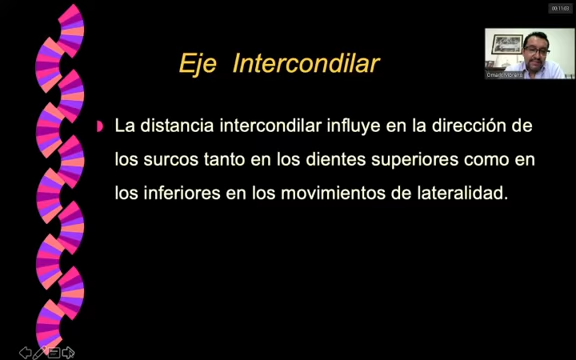 Eje Intercondilar
La distancia intercondilar influye en la dirección de
los surcos tanto en los dientes superiores como en
los inferiores en los movimientos de lateralidad.